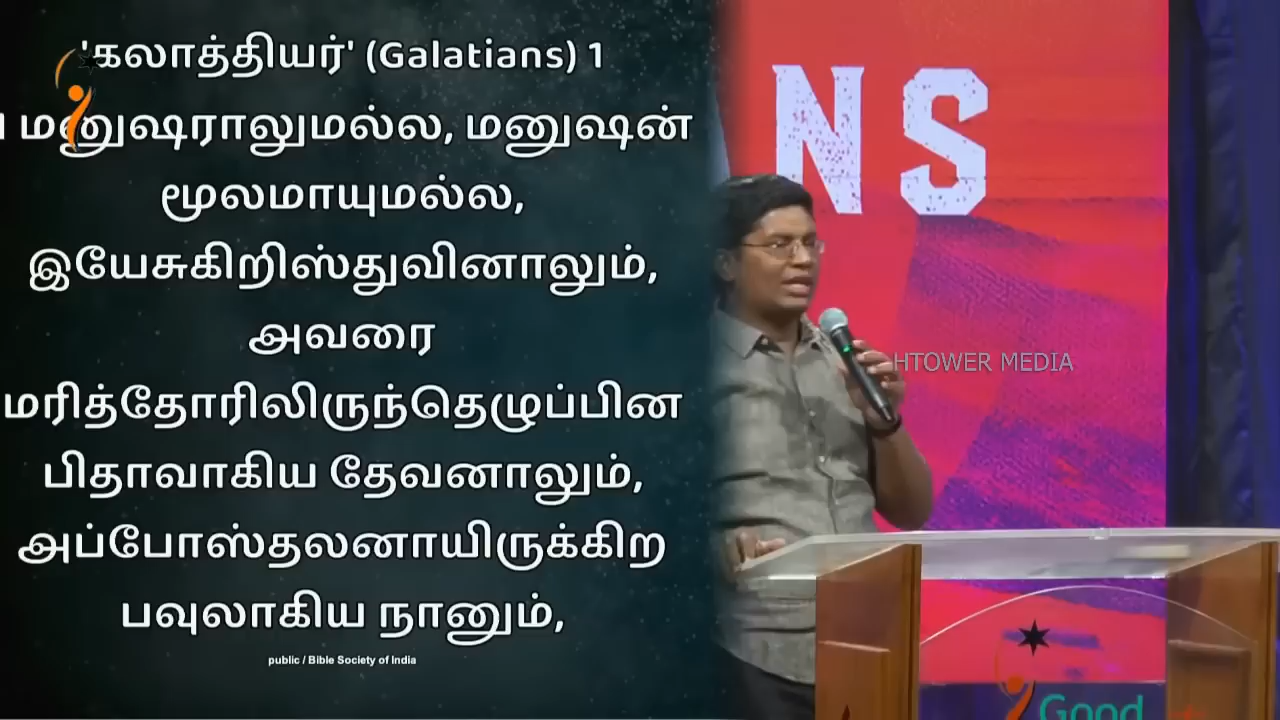 'கலாத்தியர்' (Galatians) 1
மனுஷராலுமல்ல, மனுஷன்
மூலமாயுமல்ல,
இயேசுகிறிஸ்துவினாலும்,
அவரை
மரித்தோரிலிருந்தெழுப்பின
பிதாவாகிய தேவனாலும்,
அப்போஸ்தலனாயிருக்கிற
பவுலாகிய நானும்,
public / Bible Society of India
NS
HTOWER MEDIA
Good